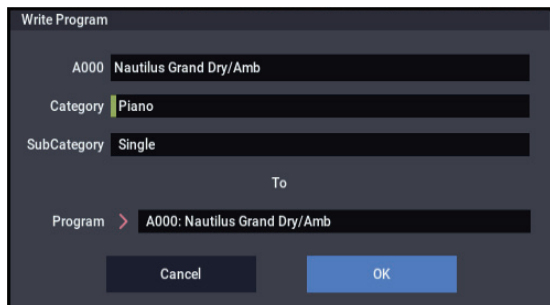 Write Program
A000 Nautilus Grand Dry/Amb
Category Piano
SubCategory Single
To
Program > A000: Nautilus Grand Dry/Amb
Cancel OK